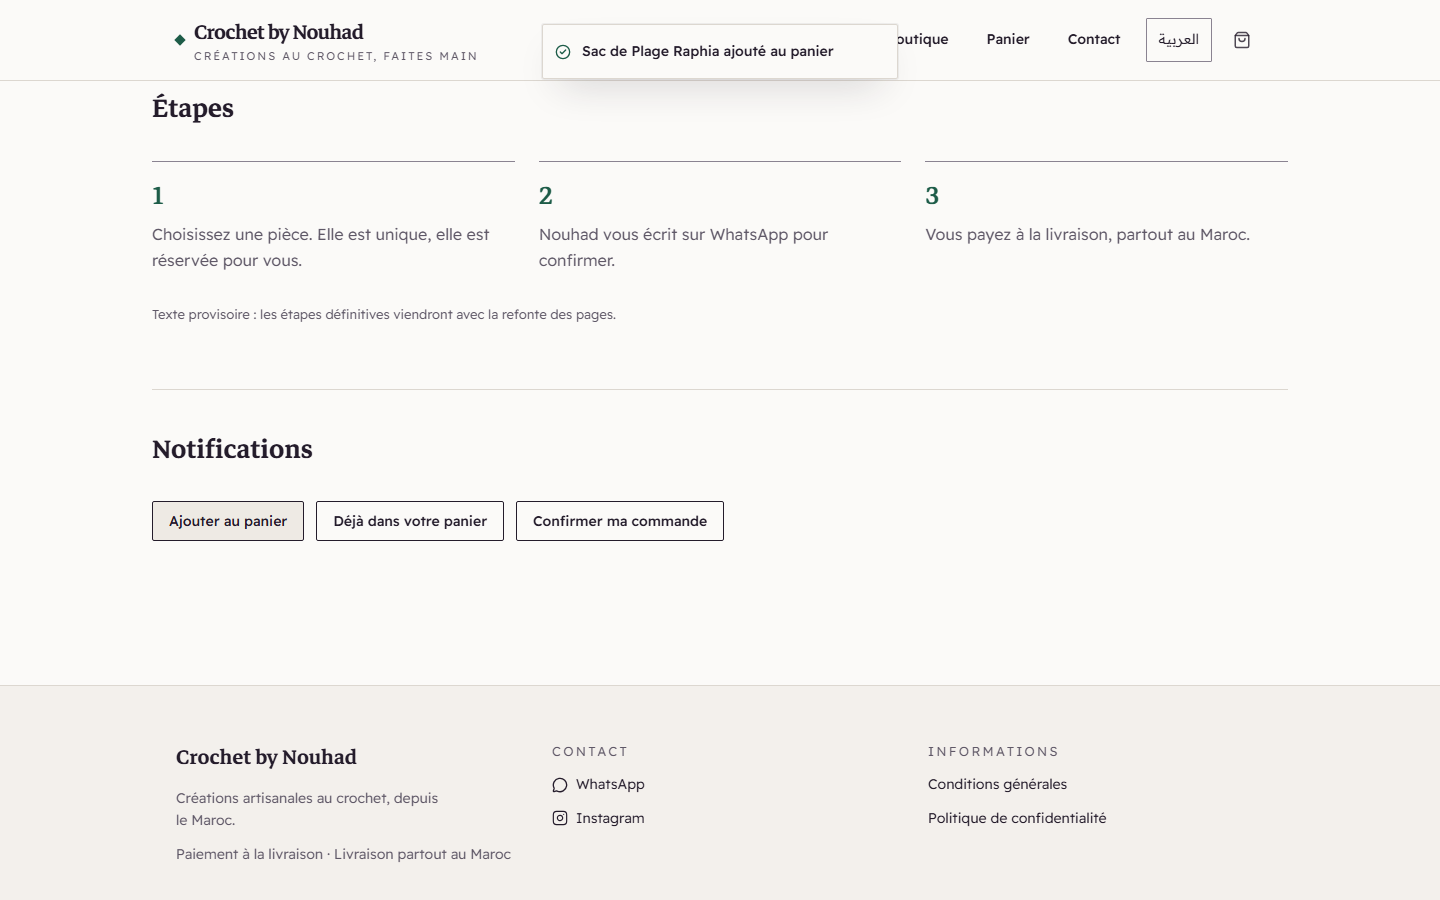 Crochet by Nouhad
CRÉATIONS AU CROCHET, FAITES MAIN
Sac de Plage Raphia ajouté au panier
outique
Panier
Contact
العربية
Étapes
1
Choisissez une pièce. Elle est unique, elle est
réservée pour vous.
2
Nouhad vous écrit sur WhatsApp pour
confirmer.
3
Vous payez à la livraison, partout au Maroc.
Texte provisoire : les étapes définitives viendront avec la refonte des pages.
Notifications
Ajouter au panier
Déjà dans votre panier
Confirmer ma commande
Crochet by Nouhad
Créations artisanales au crochet, depuis
le Maroc.
Paiement à la livraison · Livraison partout au Maroc
CONTACT
WhatsApp
Instagram
INFORMATIONS
Conditions générales
Politique de confidentialité